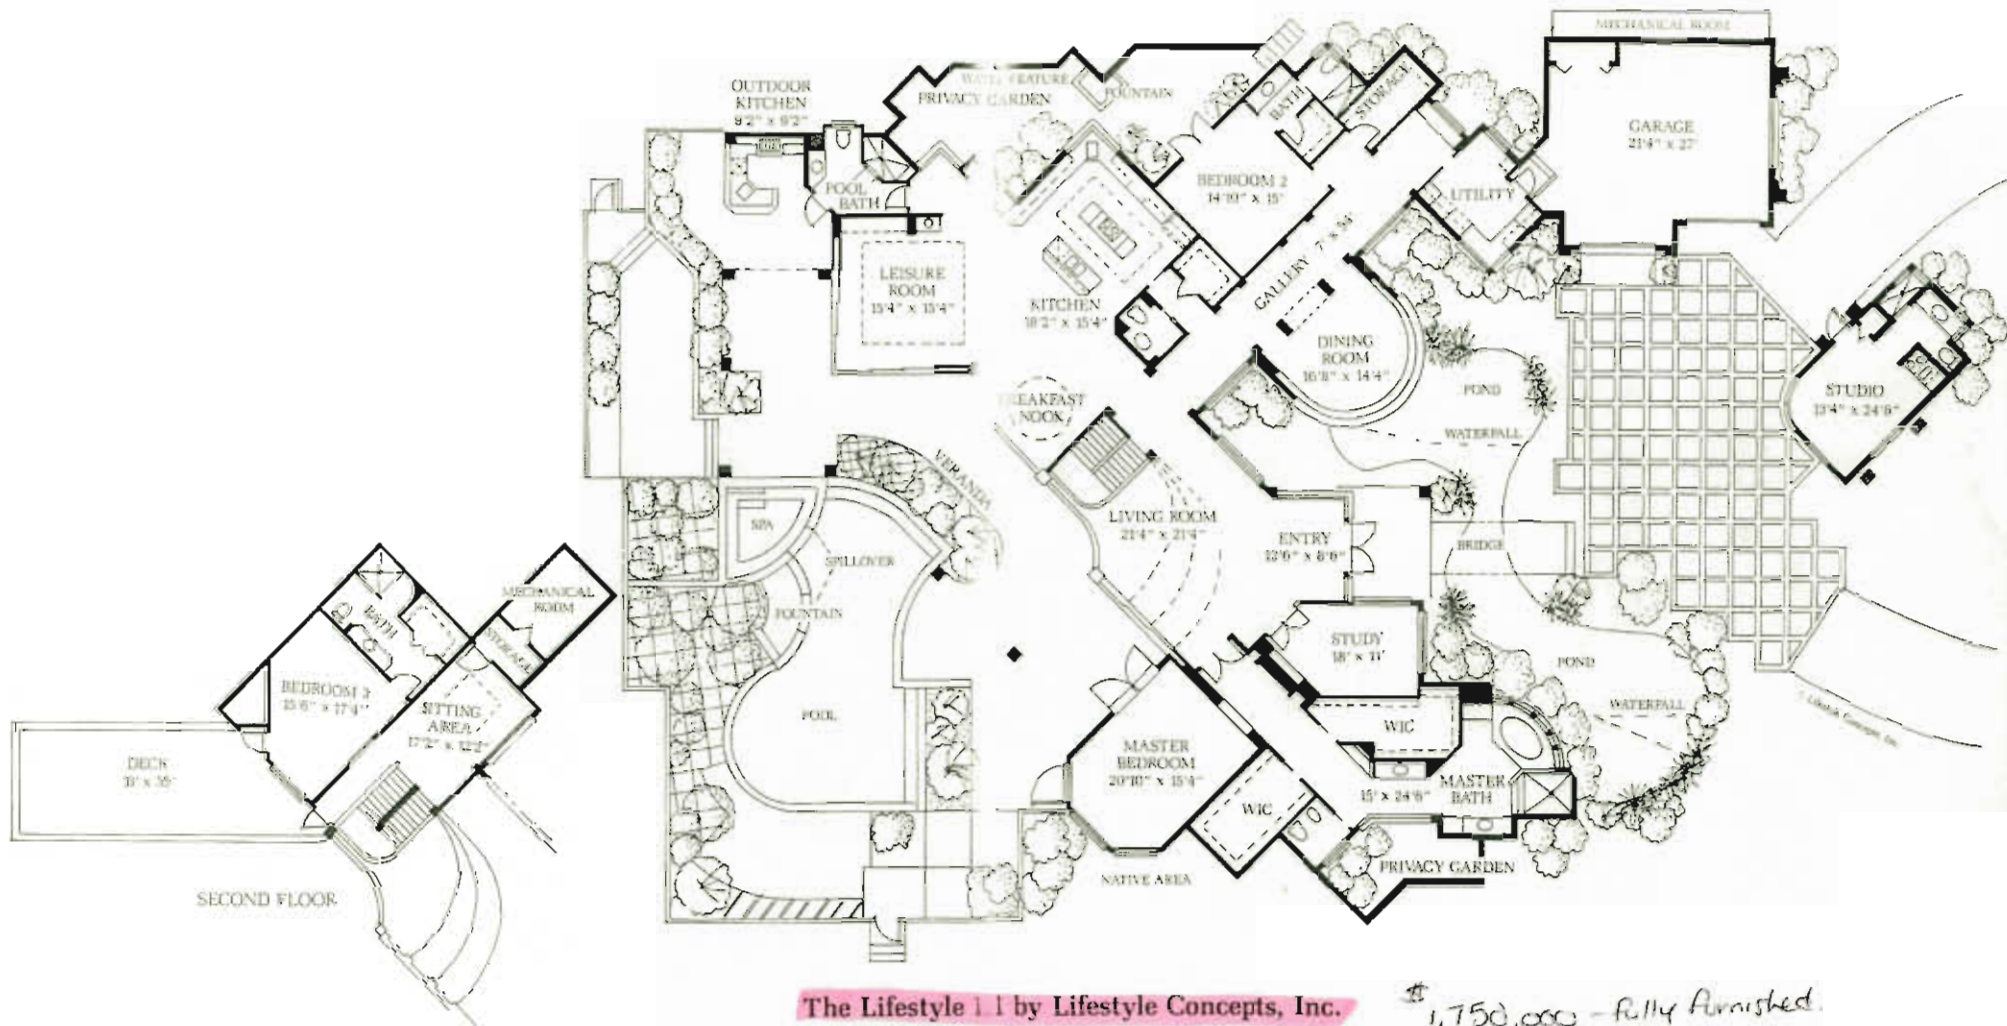 MECHANICAL ROOM
OUTDOOR
KITCHEN
9'2" x 9'2"
WATER FEATURE
PRIVACY GARDEN
FOUNTAIN
BATH
STORAGE
GARAGE
21'4" x 27'
POOL
BATH
BEDROOM 2
14'10" x 15'
UTILITY
LEISURE
ROOM
15'4" x 15'4"
KITCHEN
18'2" x 15'4"
GALLERY
DINING
ROOM
16'8" x 14'4"
POND
STUDIO
13'4" x 24'6"
BREAKFAST
NOOK
WATERFALL
VERANDA
SPA
LIVING ROOM
21'4" x 21'4"
ENTRY
BRIDGE
SPILLOVER
MECHANICAL
ROOM
FOUNTAIN
BATH
STORAGE
STUDY
18' x 11'
POND
BEDROOM 3
15'6" x 17'4"
SITTING
AREA
17'2" x 12'2"
POOL
WIC
WATERFALL
© Lifestyle Concepts, Inc.
DECK
MASTER
BEDROOM
20'10" x 15'4"
WIC
15' x 24'6"
MASTER
BATH
PRIVACY GARDEN
NATIVE AREA
SECOND FLOOR
The Lifestyle 11 by Lifestyle Concepts, Inc.
$1,750,000 - fully furnished.